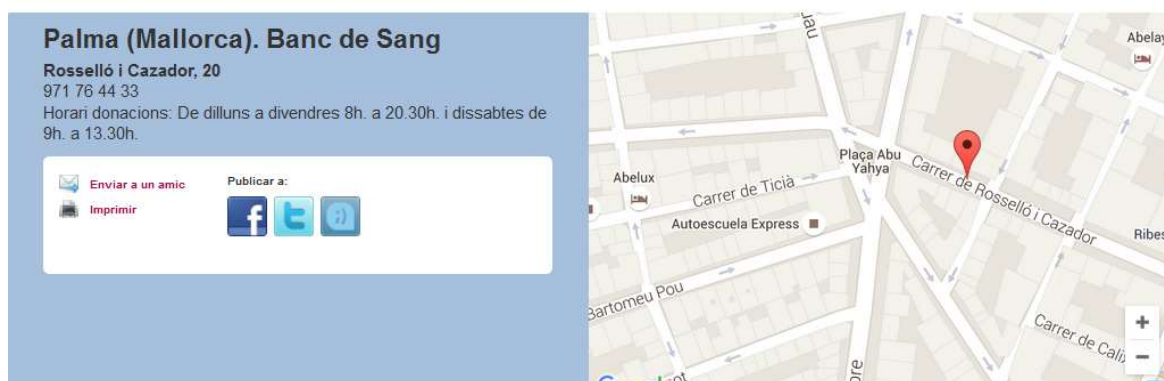 Palma (Mallorca). Banc de Sang
Rosselló i Cazador, 20
971 76 44 33
Horari donacions: De dilluns a divendres 8h. a 20.30h. i dissabtes de
9h. a 13.30h.
Enviar a un amic
Publicar a:
Imprimir
Plaça Abu
Yahya
Carrer de Rosselló i Cazador
Abelux
Carrer de Ticià
Autoescuela Express
Bartomeu Pou
Carrer de